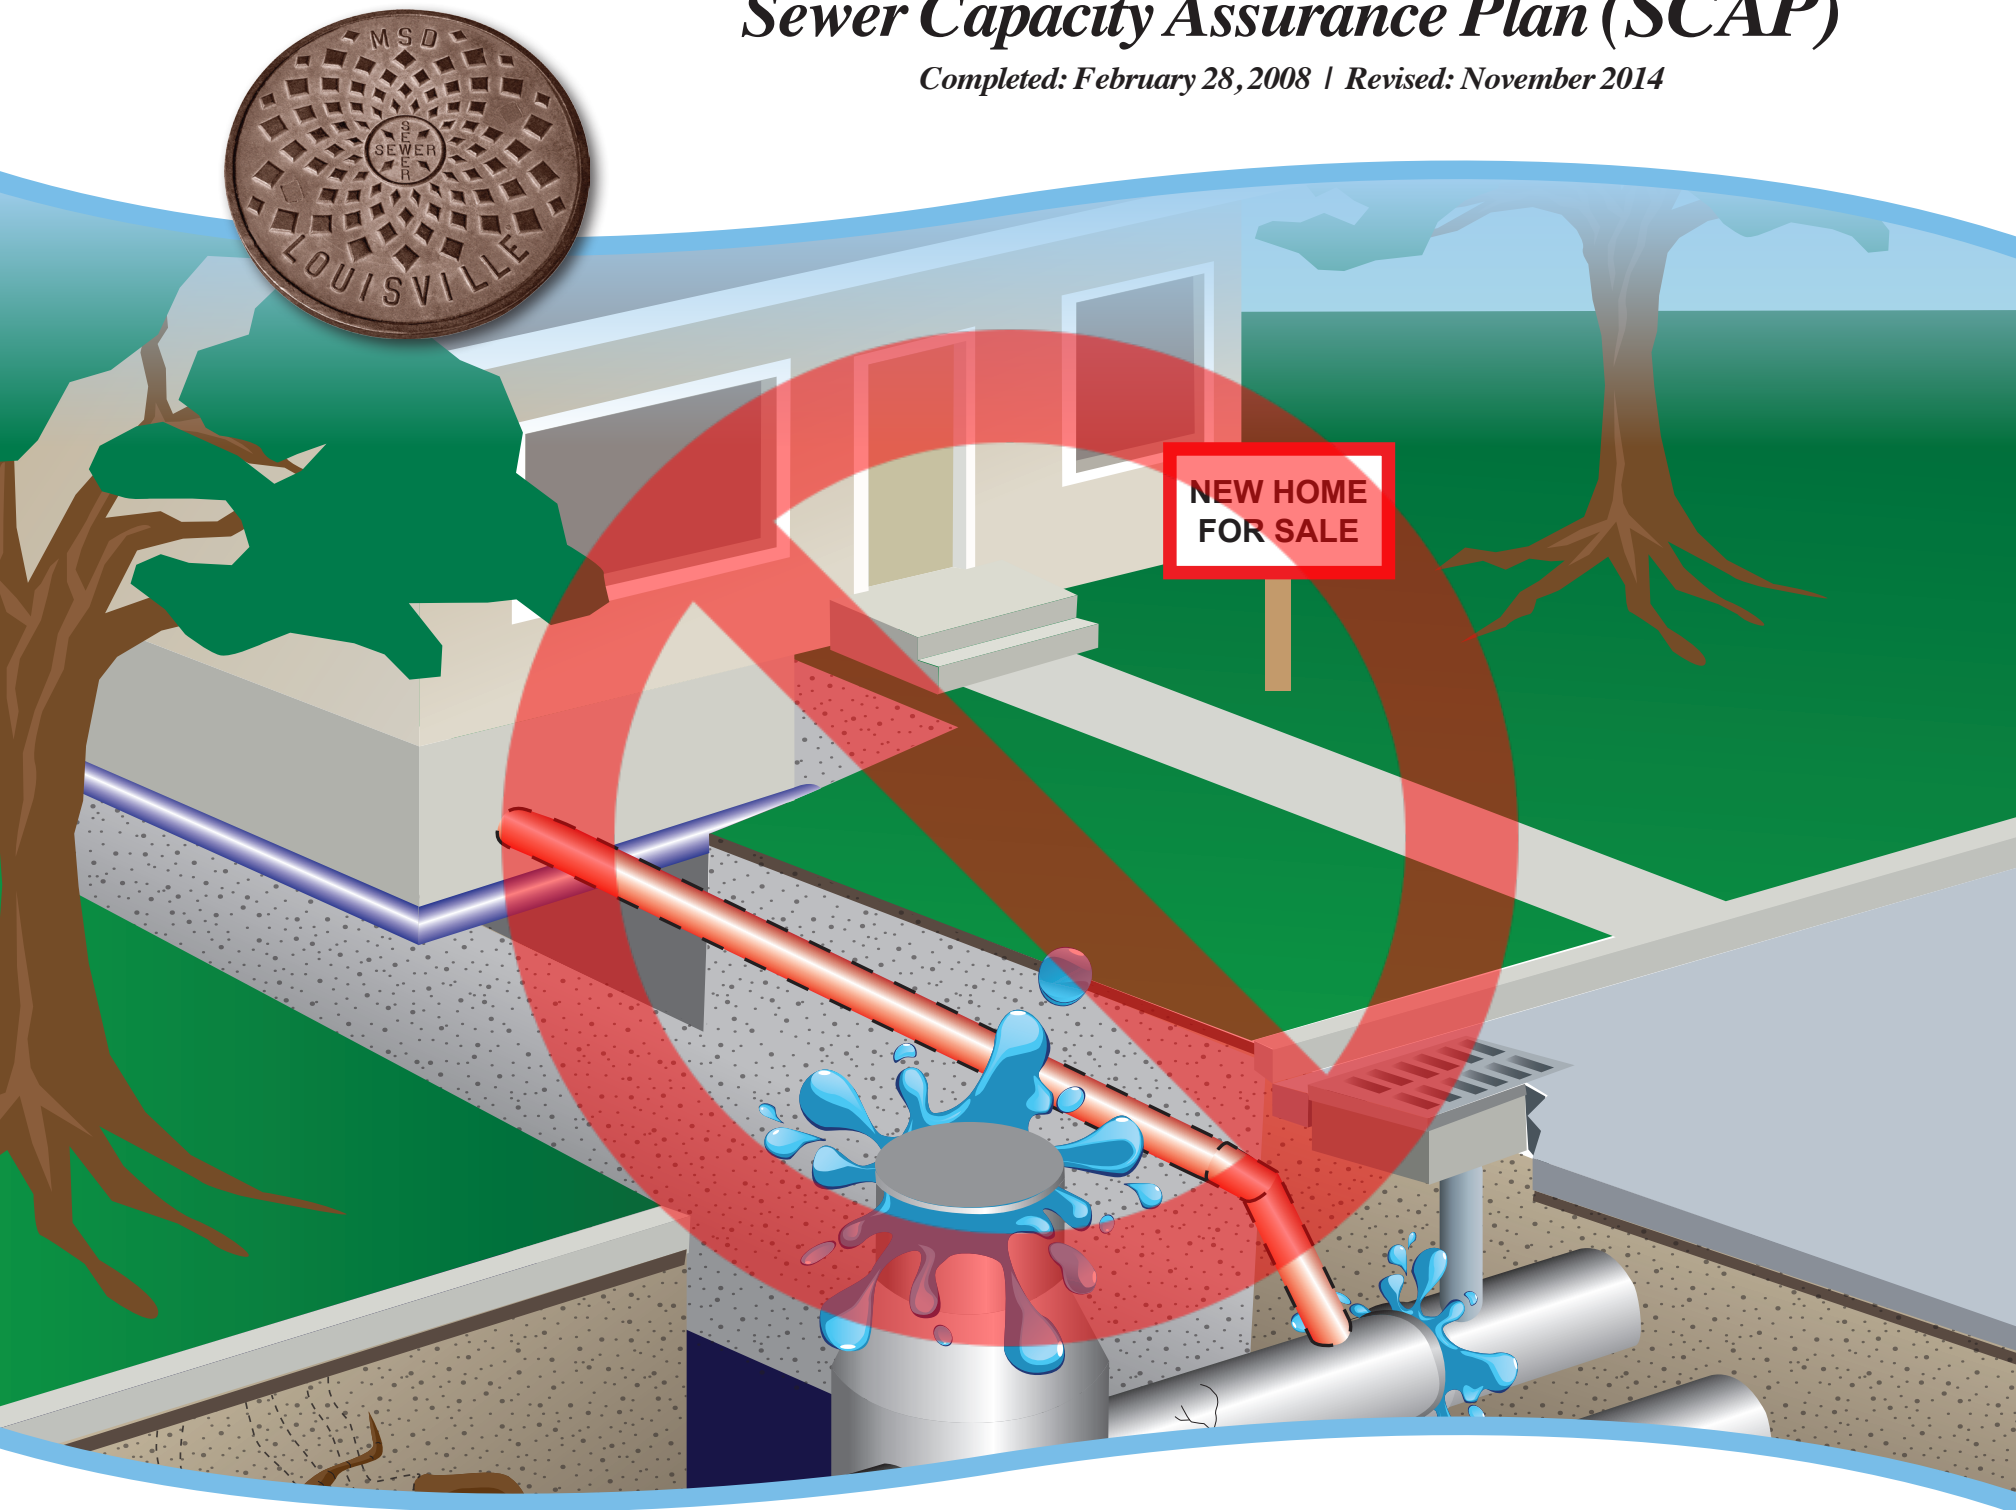 Sewer Capacity Assurance Plan (SCAP)
Completed: February 28, 2008 | Revised: November 2014
MSD
SEWER
SEWER
LOUISVILLE
NEW HOME
FOR SALE